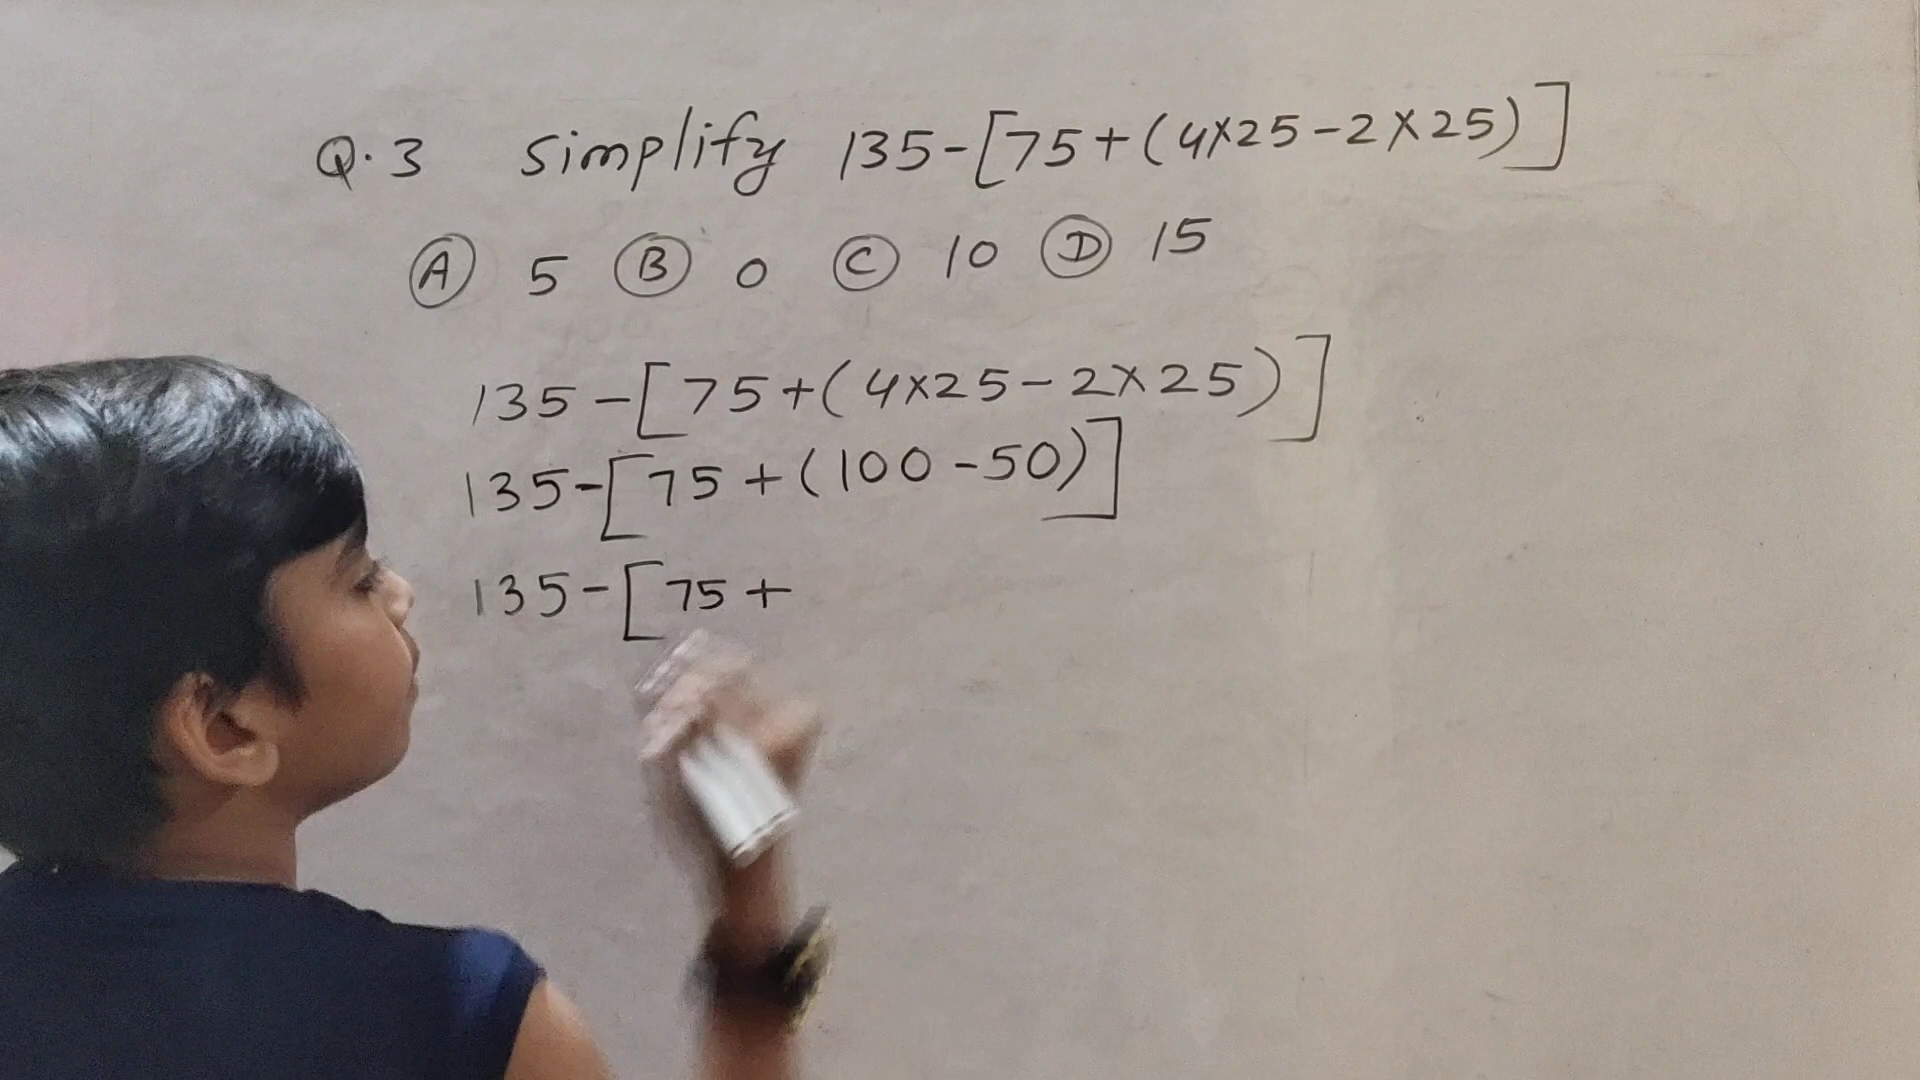 Q.3 Simplify 135-[75+(4×25-2×25)]
(A) 5 (B) 0 (C) 10 (D) 15
135-[75+(4×25-2×25)]
135-[75+(100-50)]
135-[75+